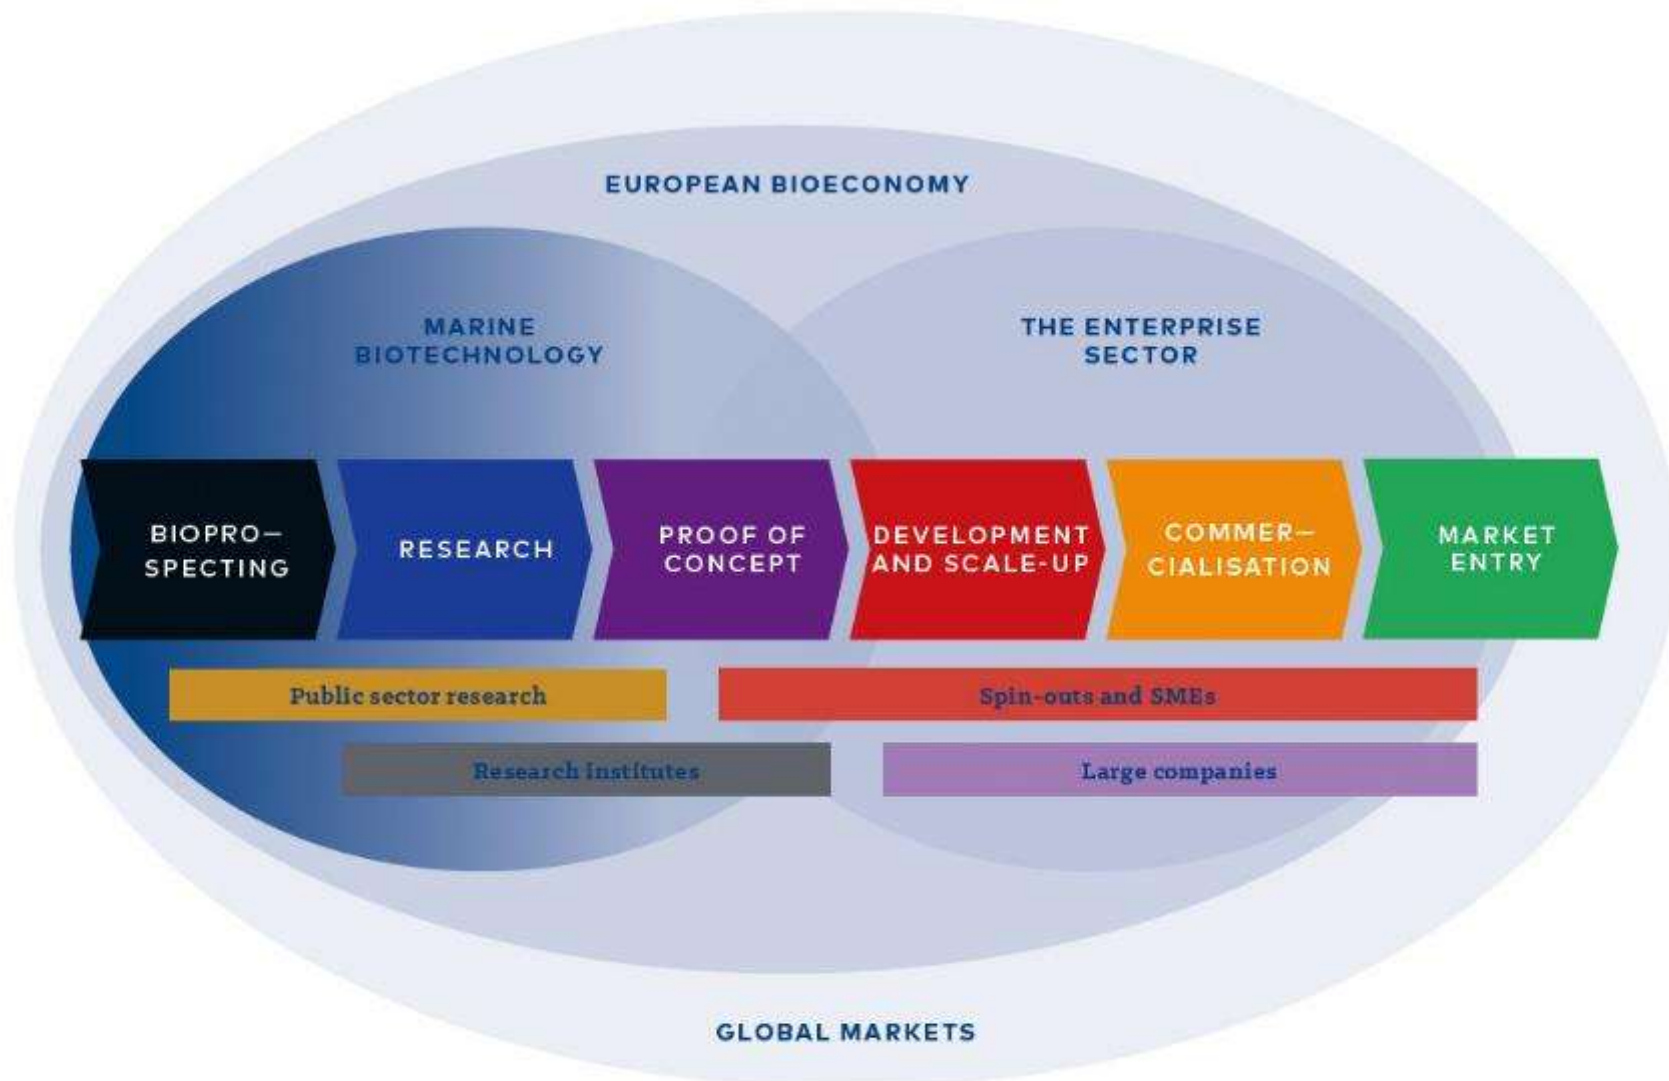 EUROPEAN BIOECONOMY
MARINE
BIOTECHNOLOGY
THE ENTERPRISE
SECTOR
BIOPRO–
SPECTING
RESEARCH
PROOF OF
CONCEPT
DEVELOPMENT
AND SCALE-UP
COMMER–
CIALISATION
MARKET
ENTRY
Public sector research
Spin-outs and SMEs
Research Institutes
Large companies
GLOBAL MARKETS